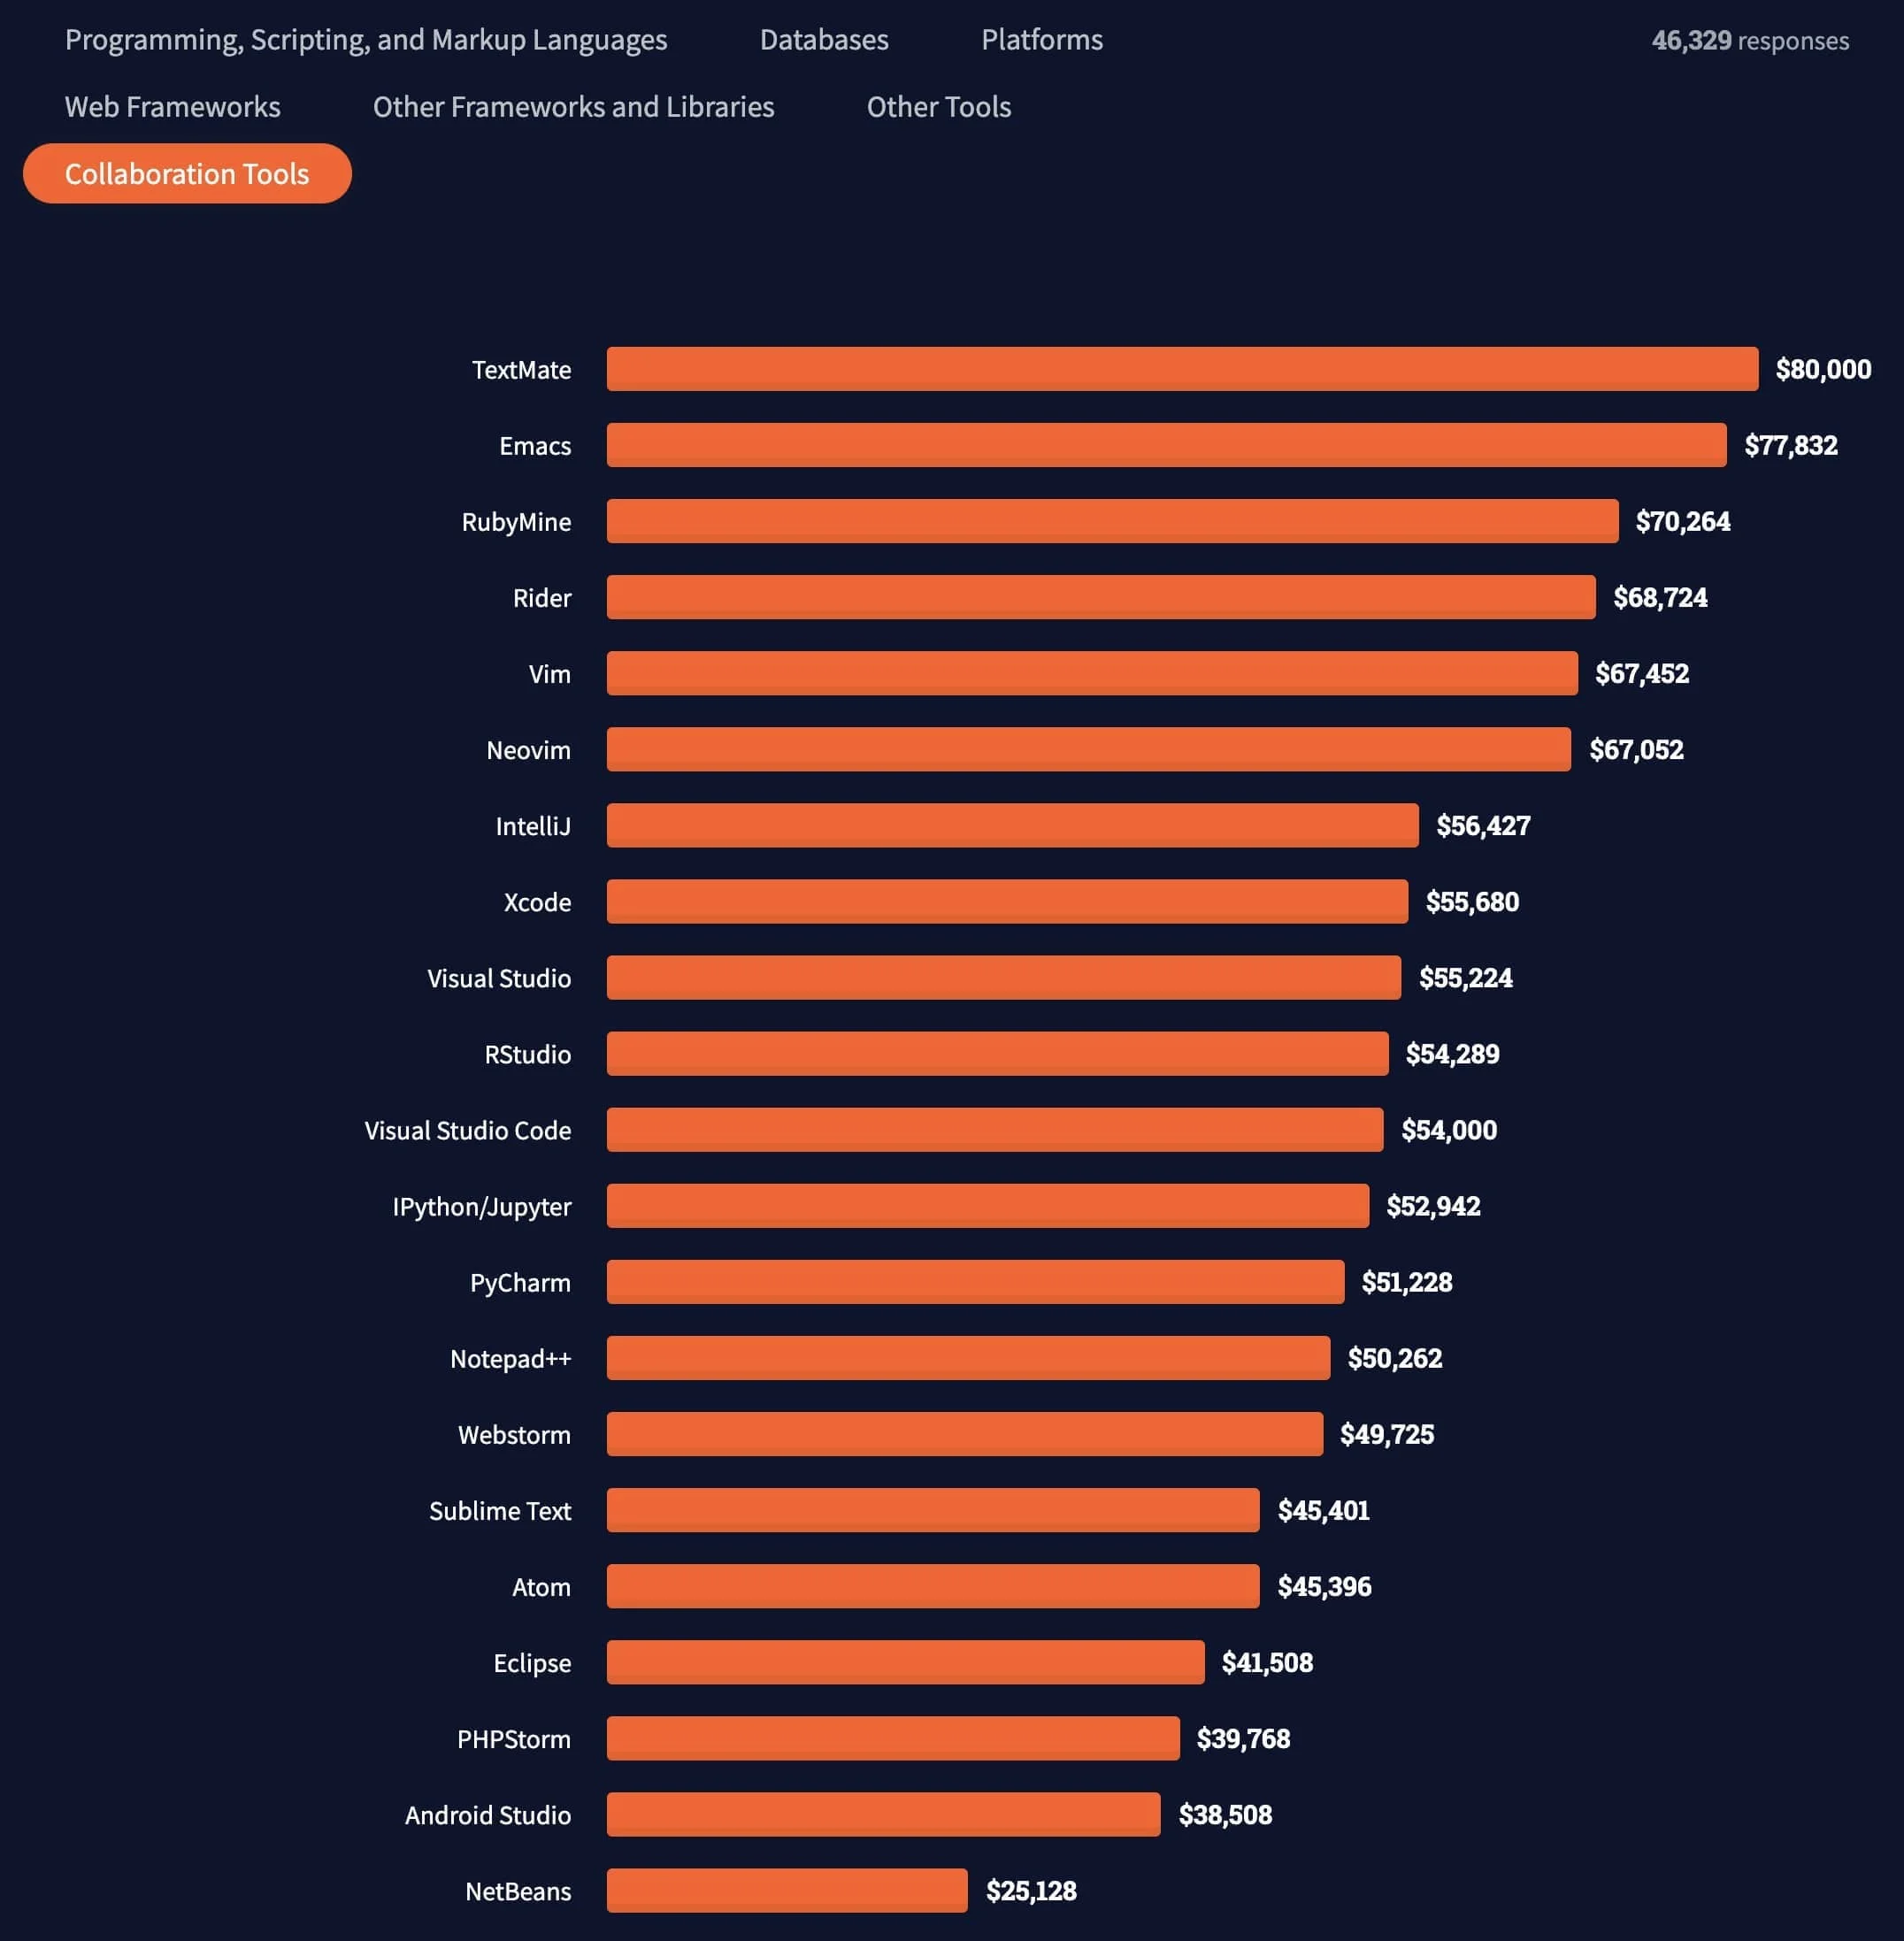 Programming, Scripting, and Markup Languages Databases Platforms 46,329 responses
Web Frameworks Other Frameworks and Libraries Other Tools
Collaboration Tools
TextMate $80,000
Emacs $77,832
RubyMine $70,264
Rider $68,724
Vim $67,452
Neovim $67,052
IntelliJ $56,427
Xcode $55,680
Visual Studio $55,224
RStudio $54,289
Visual Studio Code $54,000
IPython/Jupyter $52,942
PyCharm $51,228
Notepad++ $50,262
Webstorm $49,725
Sublime Text $45,401
Atom $45,396
Eclipse $41,508
PHPStorm $39,768
Android Studio $38,508
NetBeans $25,128